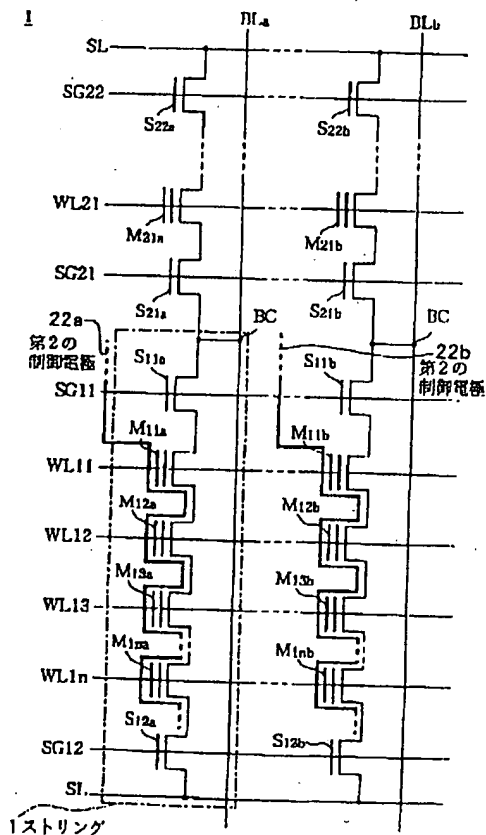 1
BLa
BLb
SL
SG22
S22a
S22b
WL21
M21a
M21b
SG21
S21a
S21b
22a
第2の
制御電極
BC
BC
22b
第2の
制御電極
S11a
S11b
SG11
M11a
M11b
WL11
M12a
M12b
WL12
M13a
M13b
WL13
M1na
M1nb
WL1n
S12a
S12b
SG12
SL
1ストリング